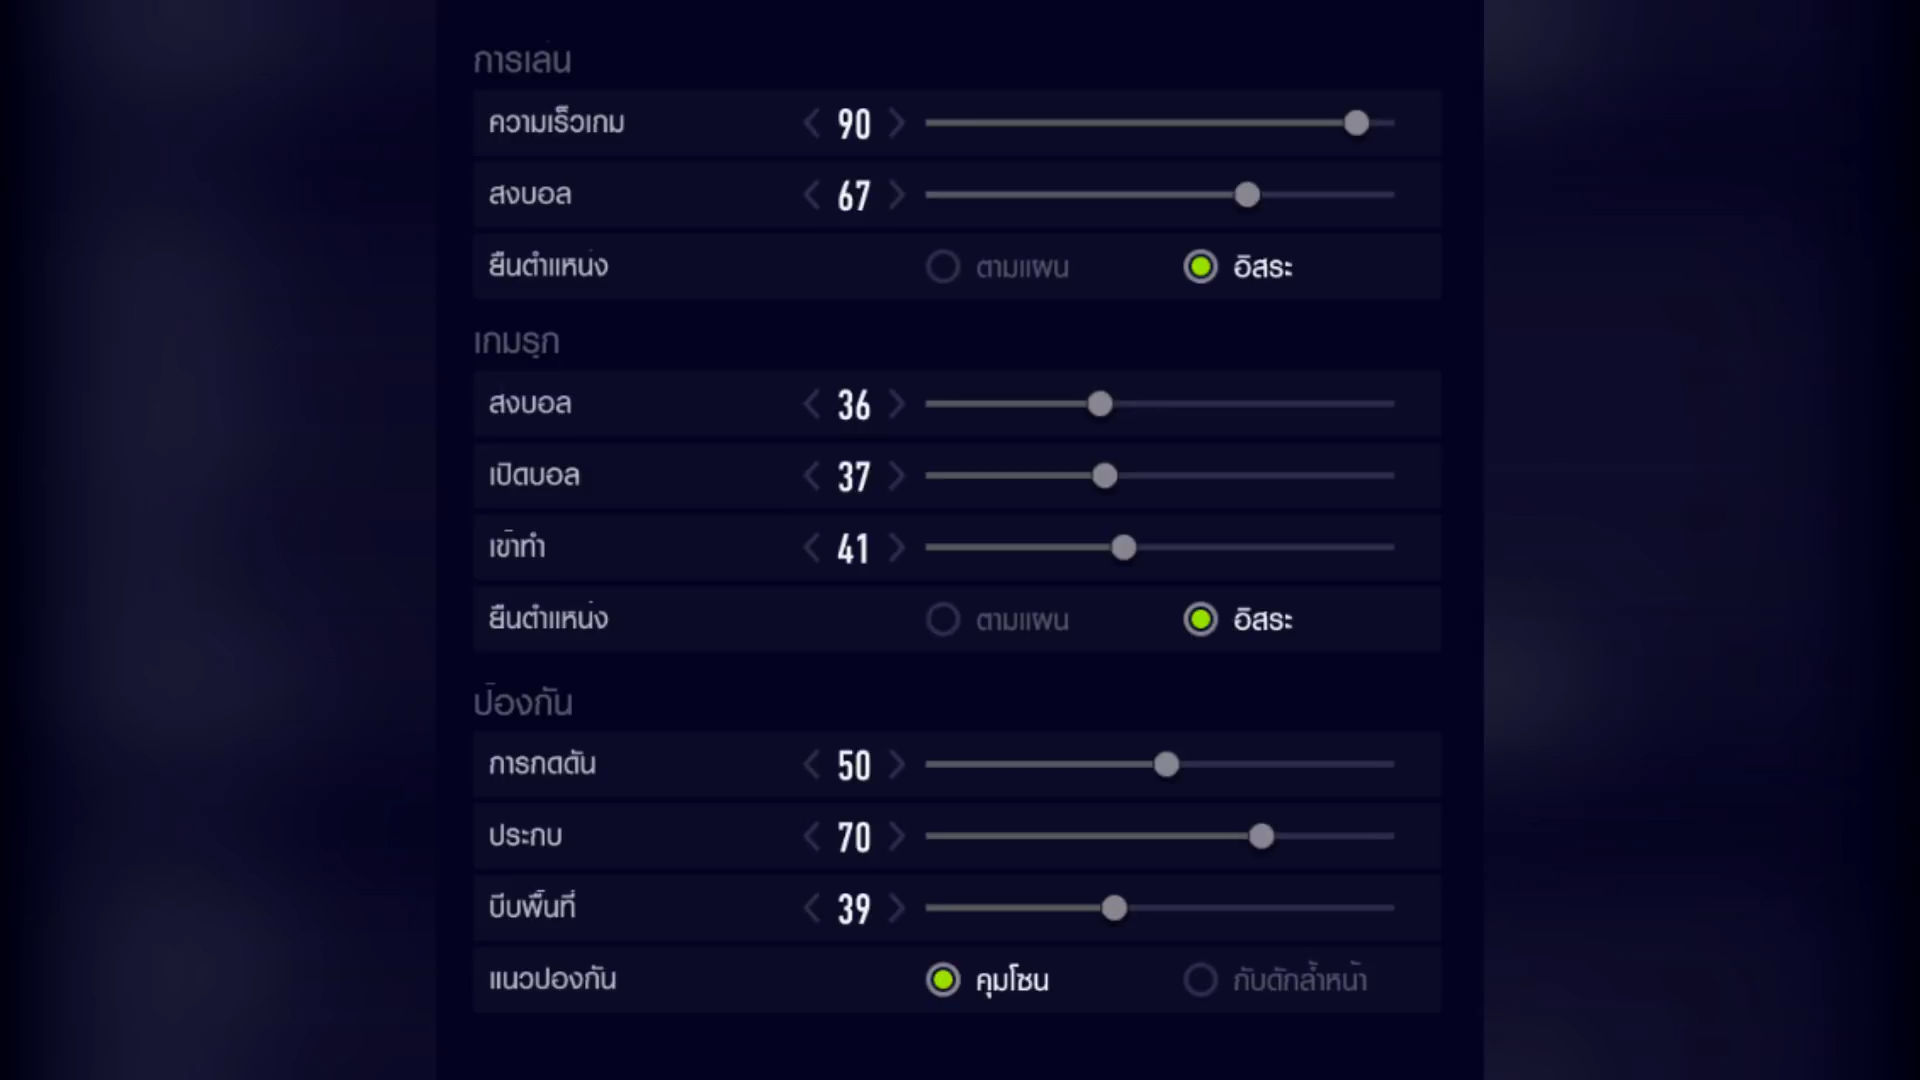 การเล่น
ความเร็วเกม 90
ส่งบอล 67
ยืนตำแหน่ง ตามแผน อิสระ
เกมรุก
ส่งบอล 36
เปิดบอล 37
เข้าทำ 41
ยืนตำแหน่ง ตามแผน อิสระ
ป้องกัน
การกดดัน 50
ประกบ 70
บีบพื้นที่ 39
แนวป้องกัน คุมโซน กับดักล้ำหน้า